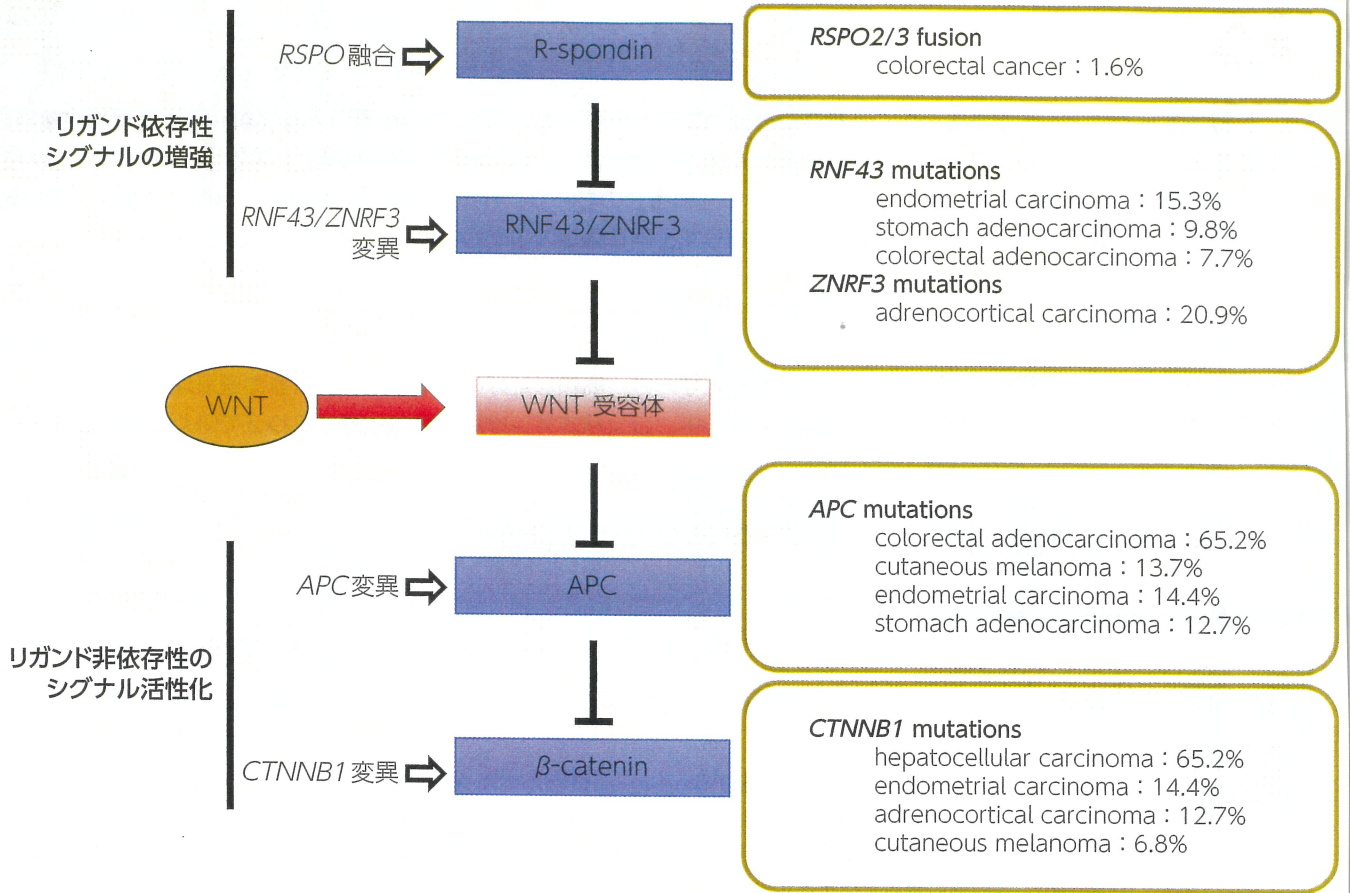 RSPO融合
R-spondin
RSPO2/3 fusion
colorectal cancer：1.6%
リガンド依存性
シグナルの増強
RNF43/ZNRF3
変異
RNF43/ZNRF3
RNF43 mutations
endometrial carcinoma：15.3%
stomach adenocarcinoma：9.8%
colorectal adenocarcinoma：7.7%
ZNRF3 mutations
adrenocortical carcinoma：20.9%
WNT
WNT 受容体
リガンド非依存性の
シグナル活性化
APC変異
APC
APC mutations
colorectal adenocarcinoma：65.2%
cutaneous melanoma：13.7%
endometrial carcinoma：14.4%
stomach adenocarcinoma：12.7%
CTNNB1変異
β-catenin
CTNNB1 mutations
hepatocellular carcinoma：65.2%
endometrial carcinoma：14.4%
adrenocortical carcinoma：12.7%
cutaneous melanoma：6.8%